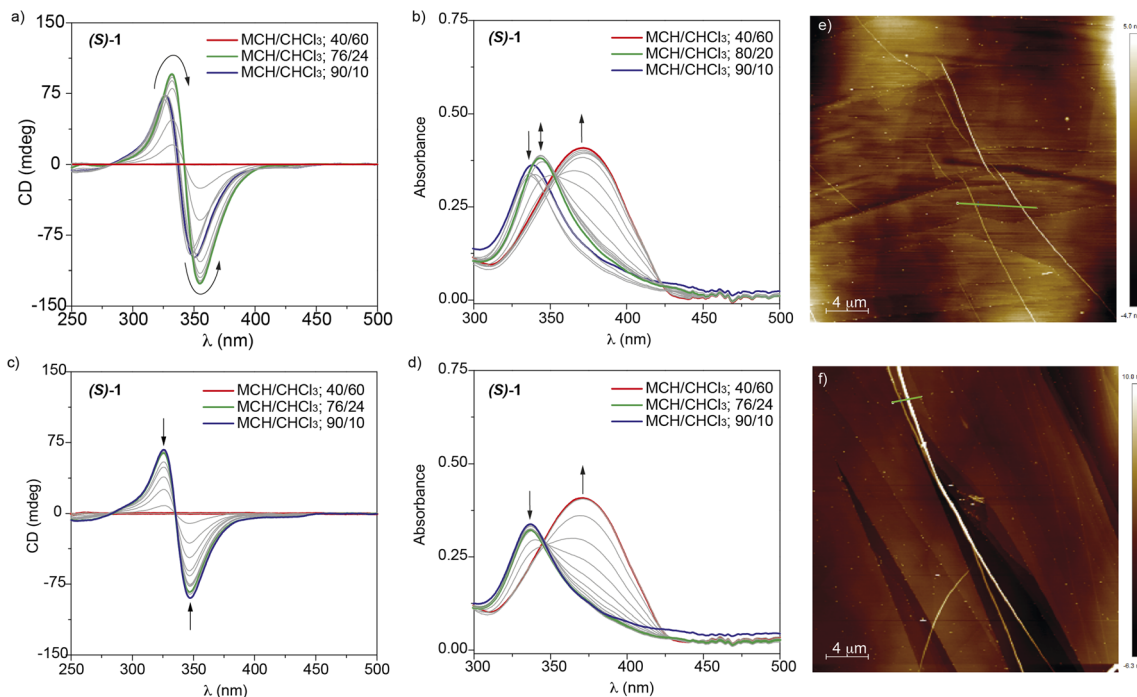 a)
150
75
0
-75
-150
CD (mdeg)
(S)-1
MCH/CHCl₃; 40/60
MCH/CHCl₃; 76/24
MCH/CHCl₃; 90/10
250 300 350 400 450 500
λ (nm)
b)
0.75
0.50
0.25
0.00
Absorbance
(S)-1
MCH/CHCl₃; 40/60
MCH/CHCl₃; 80/20
MCH/CHCl₃; 90/10
300 350 400 450 500
λ (nm)
e)
4 μm
-4,7 n
c)
150
75
0
-75
-150
CD (mdeg)
(S)-1
MCH/CHCl₃; 40/60
MCH/CHCl₃; 76/24
MCH/CHCl₃; 90/10
250 300 350 400 450 500
λ (nm)
d)
0.75
0.50
0.25
0.00
Absorbance
(S)-1
MCH/CHCl₃; 40/60
MCH/CHCl₃; 76/24
MCH/CHCl₃; 90/10
300 350 400 450 500
λ (nm)
f)
4 μm